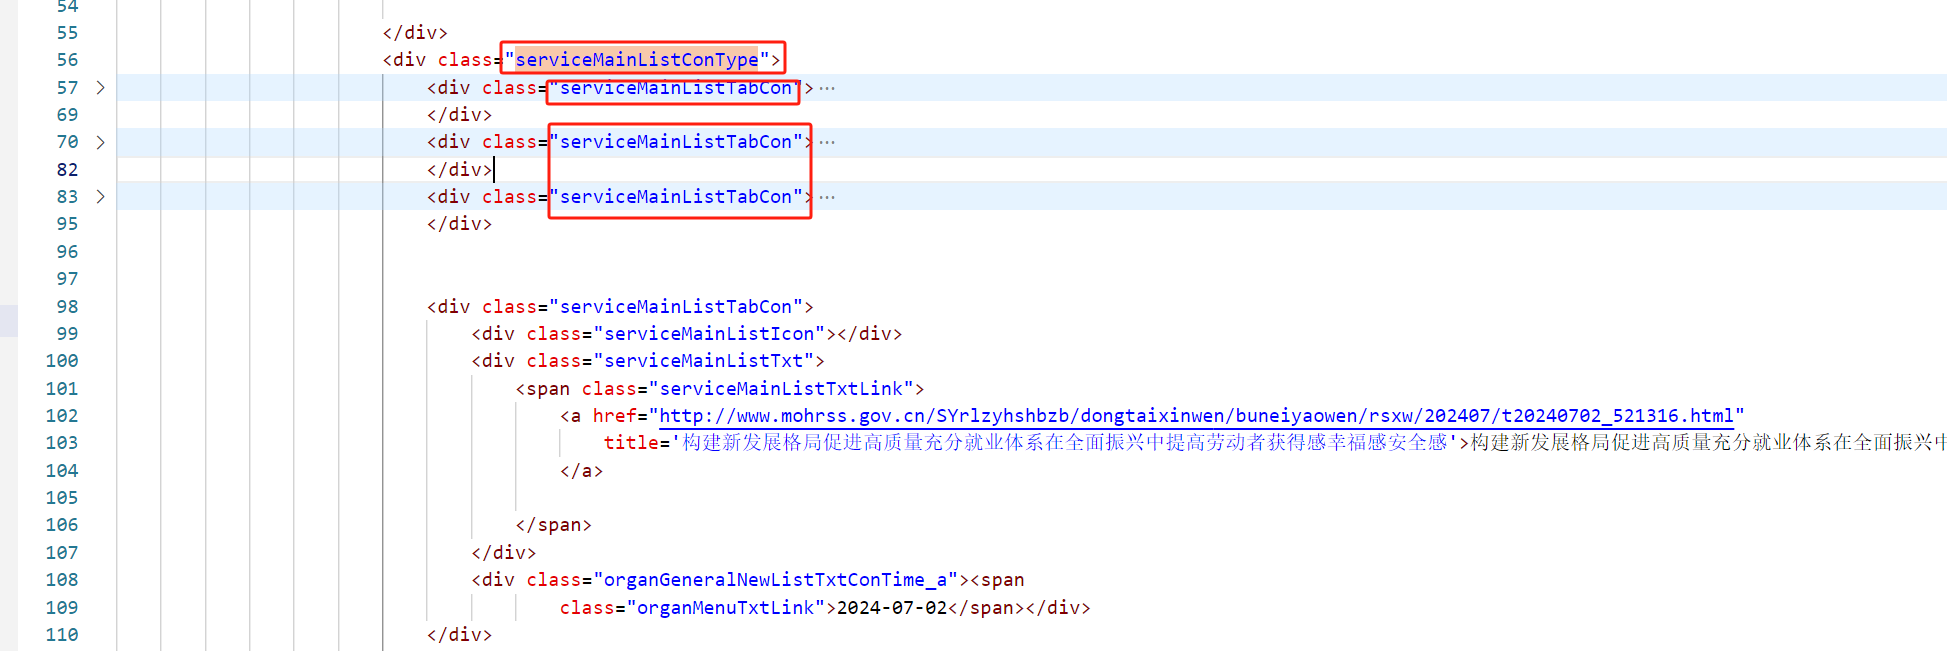 54
55 </div>
56 <div class="serviceMainListConType">
57 > <div class="serviceMainListTabCon"> ···
69 </div>
70 > <div class="serviceMainListTabCon"> ···
82 </div>
83 > <div class="serviceMainListTabCon"> ···
95 </div>
96
97
98 <div class="serviceMainListTabCon">
99 <div class="serviceMainListIcon"></div>
100 <div class="serviceMainListTxt">
101 <span class="serviceMainListTxtLink">
102 <a href="http://www.mohrss.gov.cn/SYrlzyhshbzb/dongtaixinwen/buneiyaowen/rsxw/202407/t20240702_521316.html"
103 title='构建新发展格局促进高质量充分就业体系在全面振兴中提高劳动者获得感幸福感安全感'>构建新发展格局促进高质量充分就业体系在全面振兴中
104 </a>
105
106 </span>
107 </div>
108 <div class="organGeneralNewListTxtConTime_a"><span
109 class="organMenuTxtLink">2024-07-02</span></div>
110 </div>